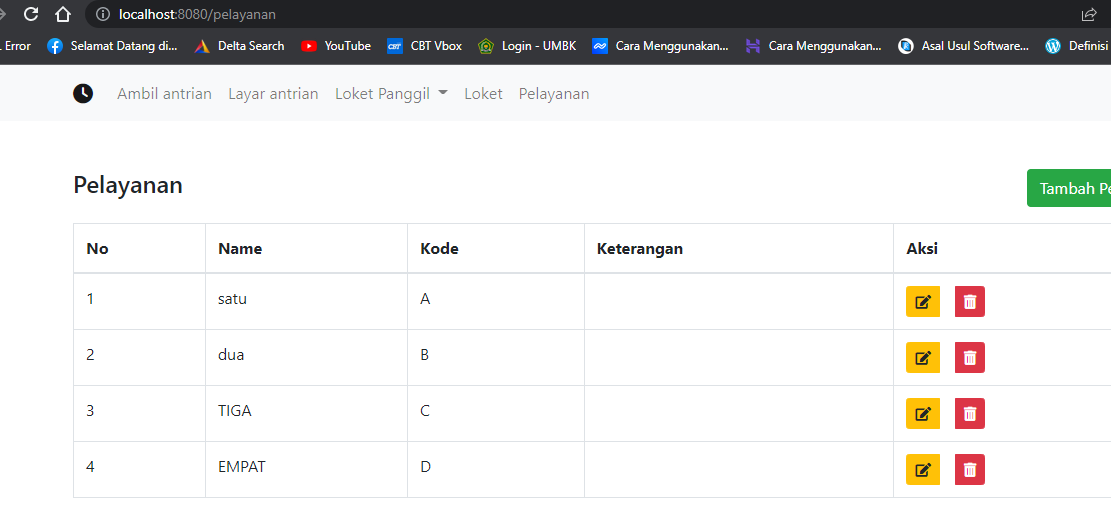 localhost:8080/pelayanan
Error Selamat Datang di... Delta Search YouTube CBT CBT Vbox Login - UMBK Cara Menggunakan... Cara Menggunakan... Asal Usul Software... Definisi
Ambil antrian Layar antrian Loket Panggil Loket Pelayanan
Pelayanan
Tambah Pe
No Name Kode Keterangan Aksi
1 satu A
2 dua B
3 TIGA C
4 EMPAT D